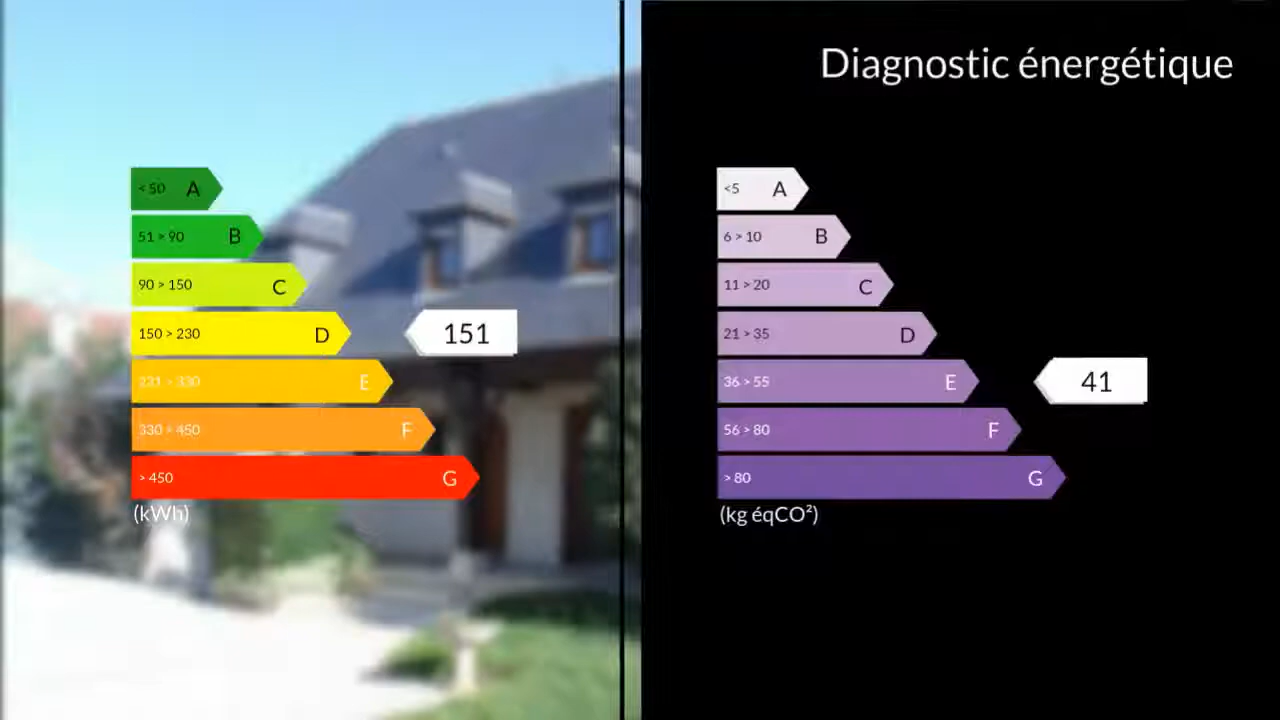 Diagnostic énergétique
< 50 A
51 > 90 B
90 > 150 C
150 > 230 D
151
231 > 330 E
330 > 450 F
> 450 G
(kWh)
<5 A
6 > 10 B
11 > 20 C
21 > 35 D
36 > 55 E
41
56 > 80 F
> 80 G
(kg éqCO²)